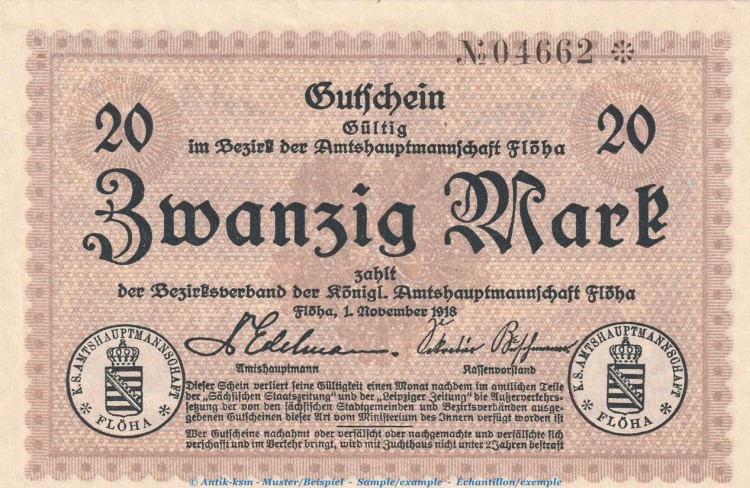 № 04662 ❊
Gutschein
20 Gültig 20
im Bezirk der Amtshauptmannschaft Flöha
Zwanzig Mark
zahlt
der Bezirksverband der Königl. Amtshauptmannschaft Flöha
Flöha, 1. November 1918
Edelmann. Sekretär
Amtshauptmann Kassenvorstand
K.S. AMTSHAUPTMANNSCHAFT * FLÖHA *
K.S. AMTSHAUPTMANNSCHAFT * FLÖHA *
Dieser Schein verliert seine Gültigkeit einen Monat nachdem im amtlichen Teile
der „Sächsischen Staatszeitung" und der „Leipziger Zeitung" die Außerverkehrs-
setzung der von den sächsischen Stadtgemeinden und Bezirksverbänden ausge-
gebenen Gutscheinen dieser Art vom Ministerium des Innern verfügt worden ist
Wer Gutscheine nachahmt oder verfälscht oder nachgemachte und verfälschte sich
verschafft und im Verkehr bringt, wird mit Zuchthaus nicht unter 2 Jahren bestraft
© Antik-ksm - Muster/Beispiel - Sample/example - Échantillon/exemple